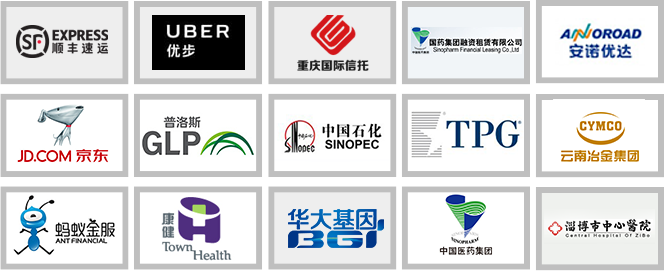 SF EXPRESS
顺丰速运
UBER
优步
重庆国际信托
国药集团融资租赁有限公司
Sinopharm Financial Leasing Co.,Ltd
ANNOROAD
安诺优达
JD.COM 京东
普洛斯
GLP
中国石化
SINOPEC
SINOPEC
TPG
CYMCO
云南冶金集团
蚂蚁金服
ANT FINANCIAL
康健
Town Health
华大基因
BGI
SINOPHARM
中国医药集团
淄博市中心醫院
Central Hospital Of ZiBo